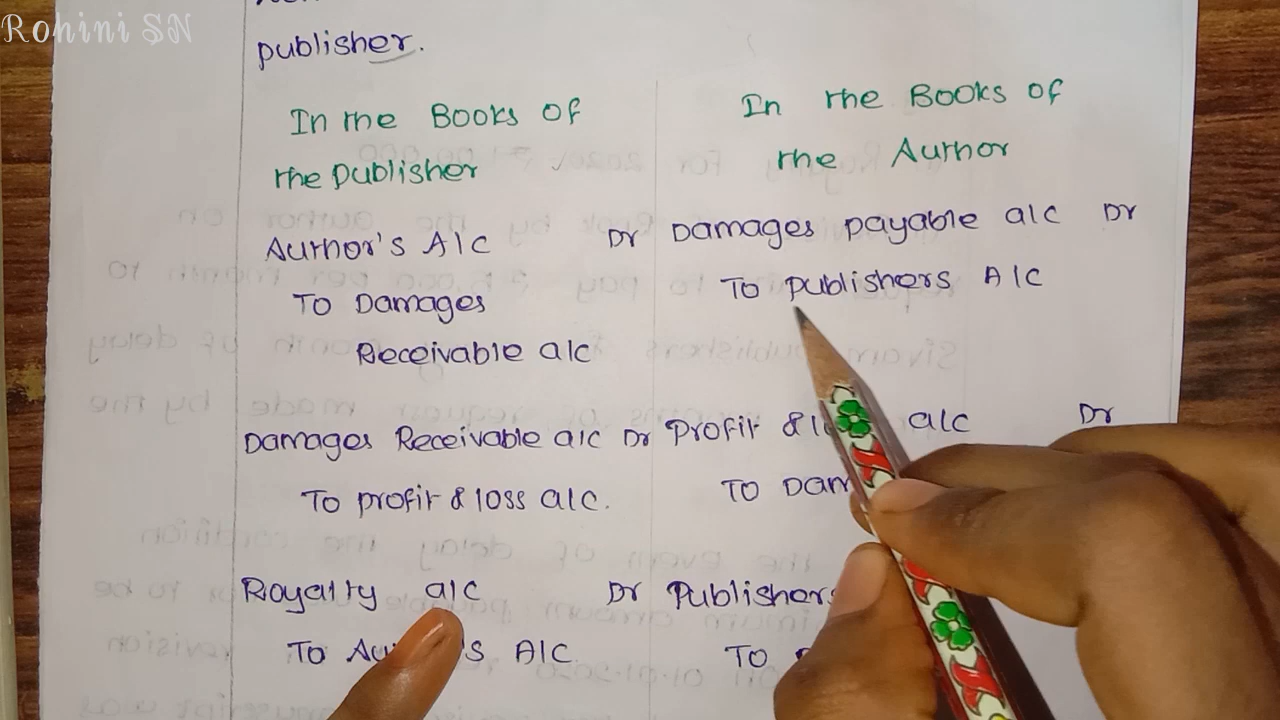 Rohini SN
publisher.
In the Books of
the Publisher
Author's A/c Dr
To Damages
Receivable a/c
Damages Receivable a/c Dr
To profit & loss a/c.
Royalty a/c Dr
To A/c
In the Books of
the Author
Damages payable a/c Dr
To publishers A/c
Profit & a/c Dr
To
Publishers
To